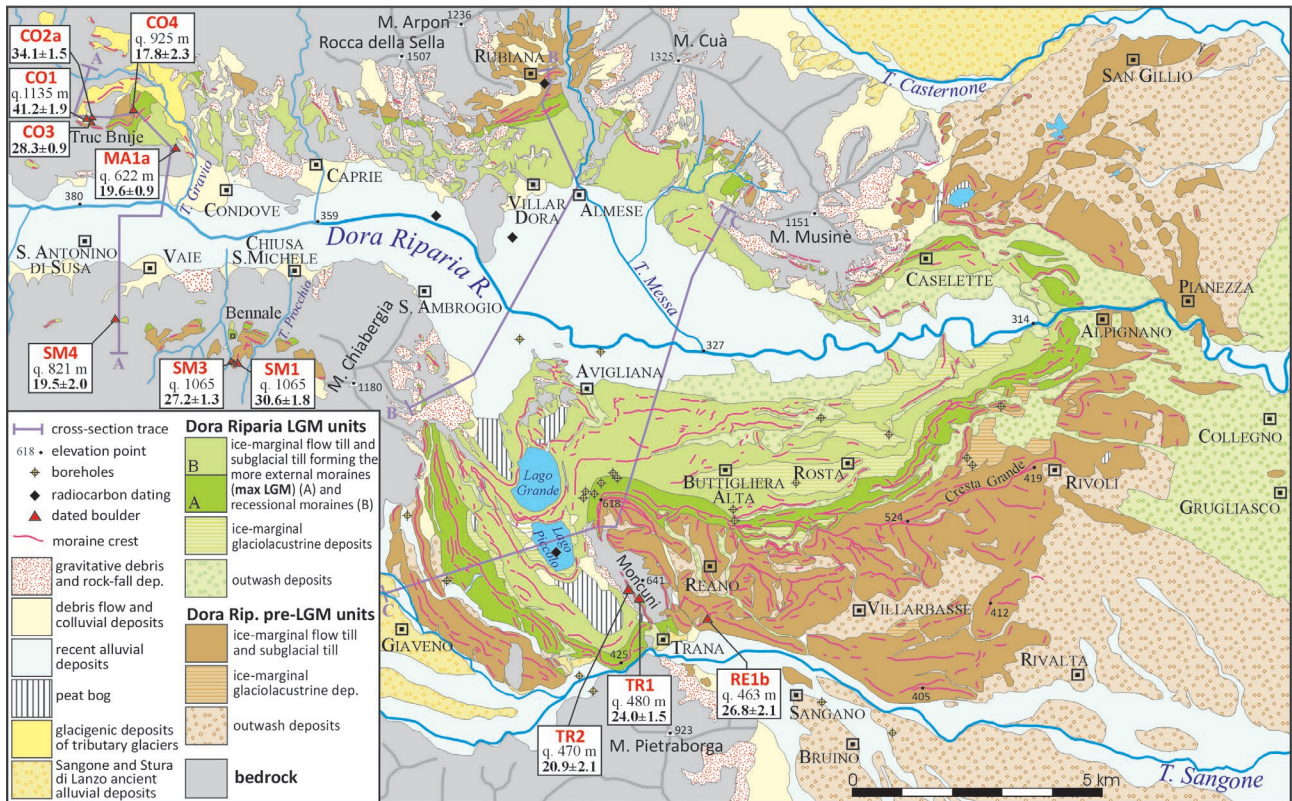 CO2a
34.1±1.5
CO4
q. 925 m
17.8±2.3
CO1
q.1135 m
41.2±1.9
CO3
28.3±0.9
MA1a
q. 622 m
19.6±0.9
A
Truc Bruje
M. Arpon
1236
Rocca della Sella
1507
RUBIANA
B
M. Cuà
1325
T. Casternone
SAN GILLIO
T. Gravio
CAPRIE
CONDOVE
380
359
VILLAR
DORA
ALMESE
C
1151
M. Musinè
Dora Riparia R.
T. Messa
CASELETTE
PIANEZZA
S. ANTONINO
DI SUSA
VAIE
CHIUSA
S.MICHELE
T. Procchio
Bennale
S. AMBROGIO
314
ALPIGNANO
327
SM4
q. 821 m
19.5±2.0
A
SM3
q. 1065
27.2±1.3
SM1
q. 1065
30.6±1.8
M. Chiabergia
1180
B
AVIGLIANA
COLLEGNO
Lago
Grande
618
BUTTIGLIERA
ALTA
ROSTA
Cresta Grande
419
RIVOLI
GRUGLIASCO
524
Lago
Piccolo
Moncuni
641
REANO
VILLARBASSE
412
C
GIAVENO
425
TRANA
RIVALTA
405
TR1
q. 480 m
24.0±1.5
RE1b
q. 463 m
26.8±2.1
SANGANO
TR2
q. 470 m
20.9±2.1
923
M. Pietraborga
BRUINO
T. Sangone
0
5 km
cross-section trace
618
elevation point
boreholes
radiocarbon dating
dated boulder
moraine crest
gravitative debris
and rock-fall dep.
debris flow and
colluvial deposits
recent alluvial
deposits
peat bog
glacigenic deposits
of tributary glaciers
Sangone and Stura
di Lanzo ancient
alluvial deposits
Dora Riparia LGM units
B
A
ice-marginal flow till and
subglacial till forming the
more external moraines
(max LGM) (A) and
recessional moraines (B)
ice-marginal
glaciolacustrine deposits
outwash deposits
Dora Rip. pre-LGM units
ice-marginal flow till
and subglacial till
ice-marginal
glaciolacustrine dep.
outwash deposits
bedrock